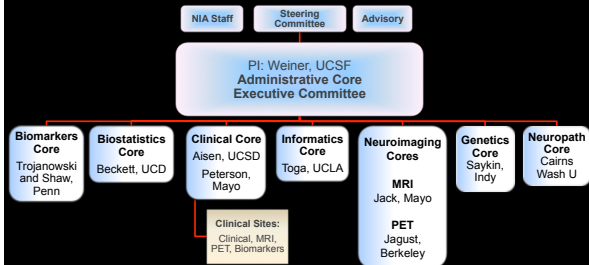 NIA Staff
Steering
Committee
Advisory
PI: Weiner, UCSF
Administrative Core
Executive Committee
Biomarkers
Core
Trojanowski
and Shaw,
Penn
Biostatistics
Core
Beckett, UCD
Clinical Core
Aisen, UCSD
Peterson,
Mayo
Informatics
Core
Toga, UCLA
Neuroimaging
Cores
MRI
Jack, Mayo
PET
Jagust,
Berkeley
Genetics
Core
Saykin,
Indy
Neuropath
Core
Cairns
Wash U
Clinical Sites:
Clinical, MRI,
PET, Biomarkers